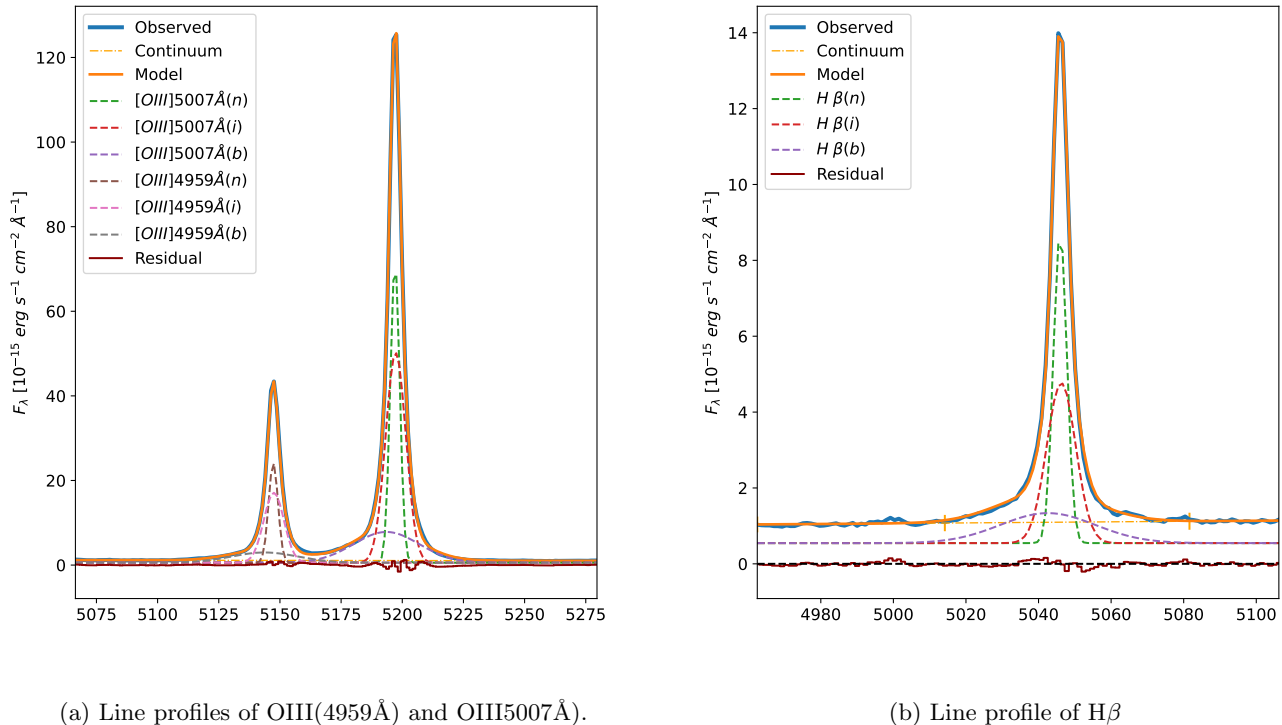 Observed
Continuum
Model
[OIII]5007Å(n)
[OIII]5007Å(i)
[OIII]5007Å(b)
[OIII]4959Å(n)
[OIII]4959Å(i)
[OIII]4959Å(b)
Residual
F_λ [10⁻¹⁵ erg s⁻¹ cm⁻² Å⁻¹]
120
100
80
60
40
20
0
5075 5100 5125 5150 5175 5200 5225 5250 5275
(a) Line profiles of OIII(4959Å) and OIII5007Å).
Observed
Continuum
Model
H β(n)
H β(i)
H β(b)
Residual
F_λ [10⁻¹⁵ erg s⁻¹ cm⁻² Å⁻¹]
14
12
10
8
6
4
2
0
4980 5000 5020 5040 5060 5080 5100
(b) Line profile of Hβ